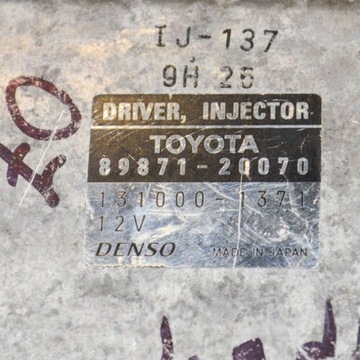 IJ-137
9H 26
DRIVER, INJECTOR
TOYOTA
89871-20070
131000-1371
12V
DENSO MADE IN JAPAN